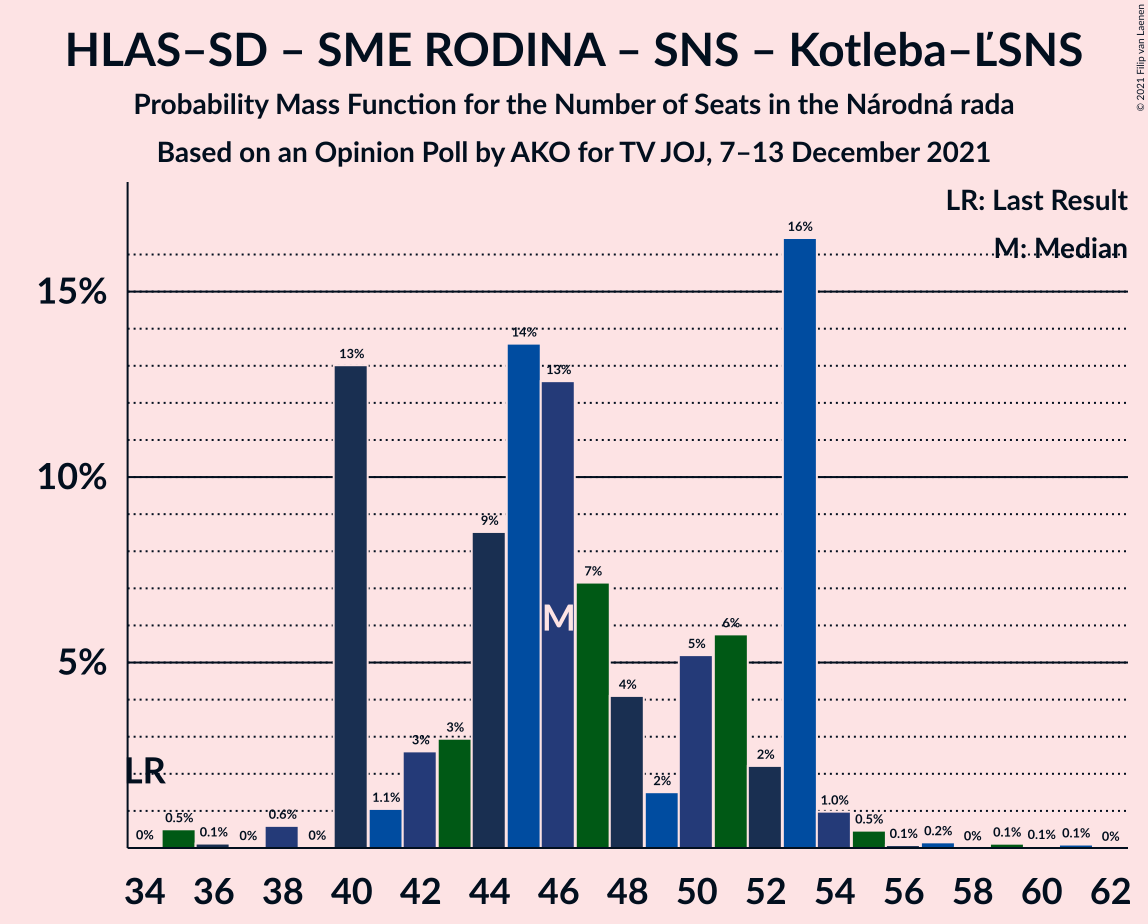 HLAS–SD – SME RODINA – SNS – Kotleba–ĽSNS
Probability Mass Function for the Number of Seats in the Národná rada
Based on an Opinion Poll by AKO for TV JOJ, 7–13 December 2021
© 2021 Filip van Laenen
LR: Last Result
M: Median
15%
10%
5%
LR
M
0% 0.5% 0.1% 0% 0.6% 0% 13% 1.1% 3% 3% 9% 14% 13% 7% 4% 2% 5% 6% 2% 16% 1.0% 0.5% 0.1% 0.2% 0% 0.1% 0.1% 0.1% 0%
34 36 38 40 42 44 46 48 50 52 54 56 58 60 62